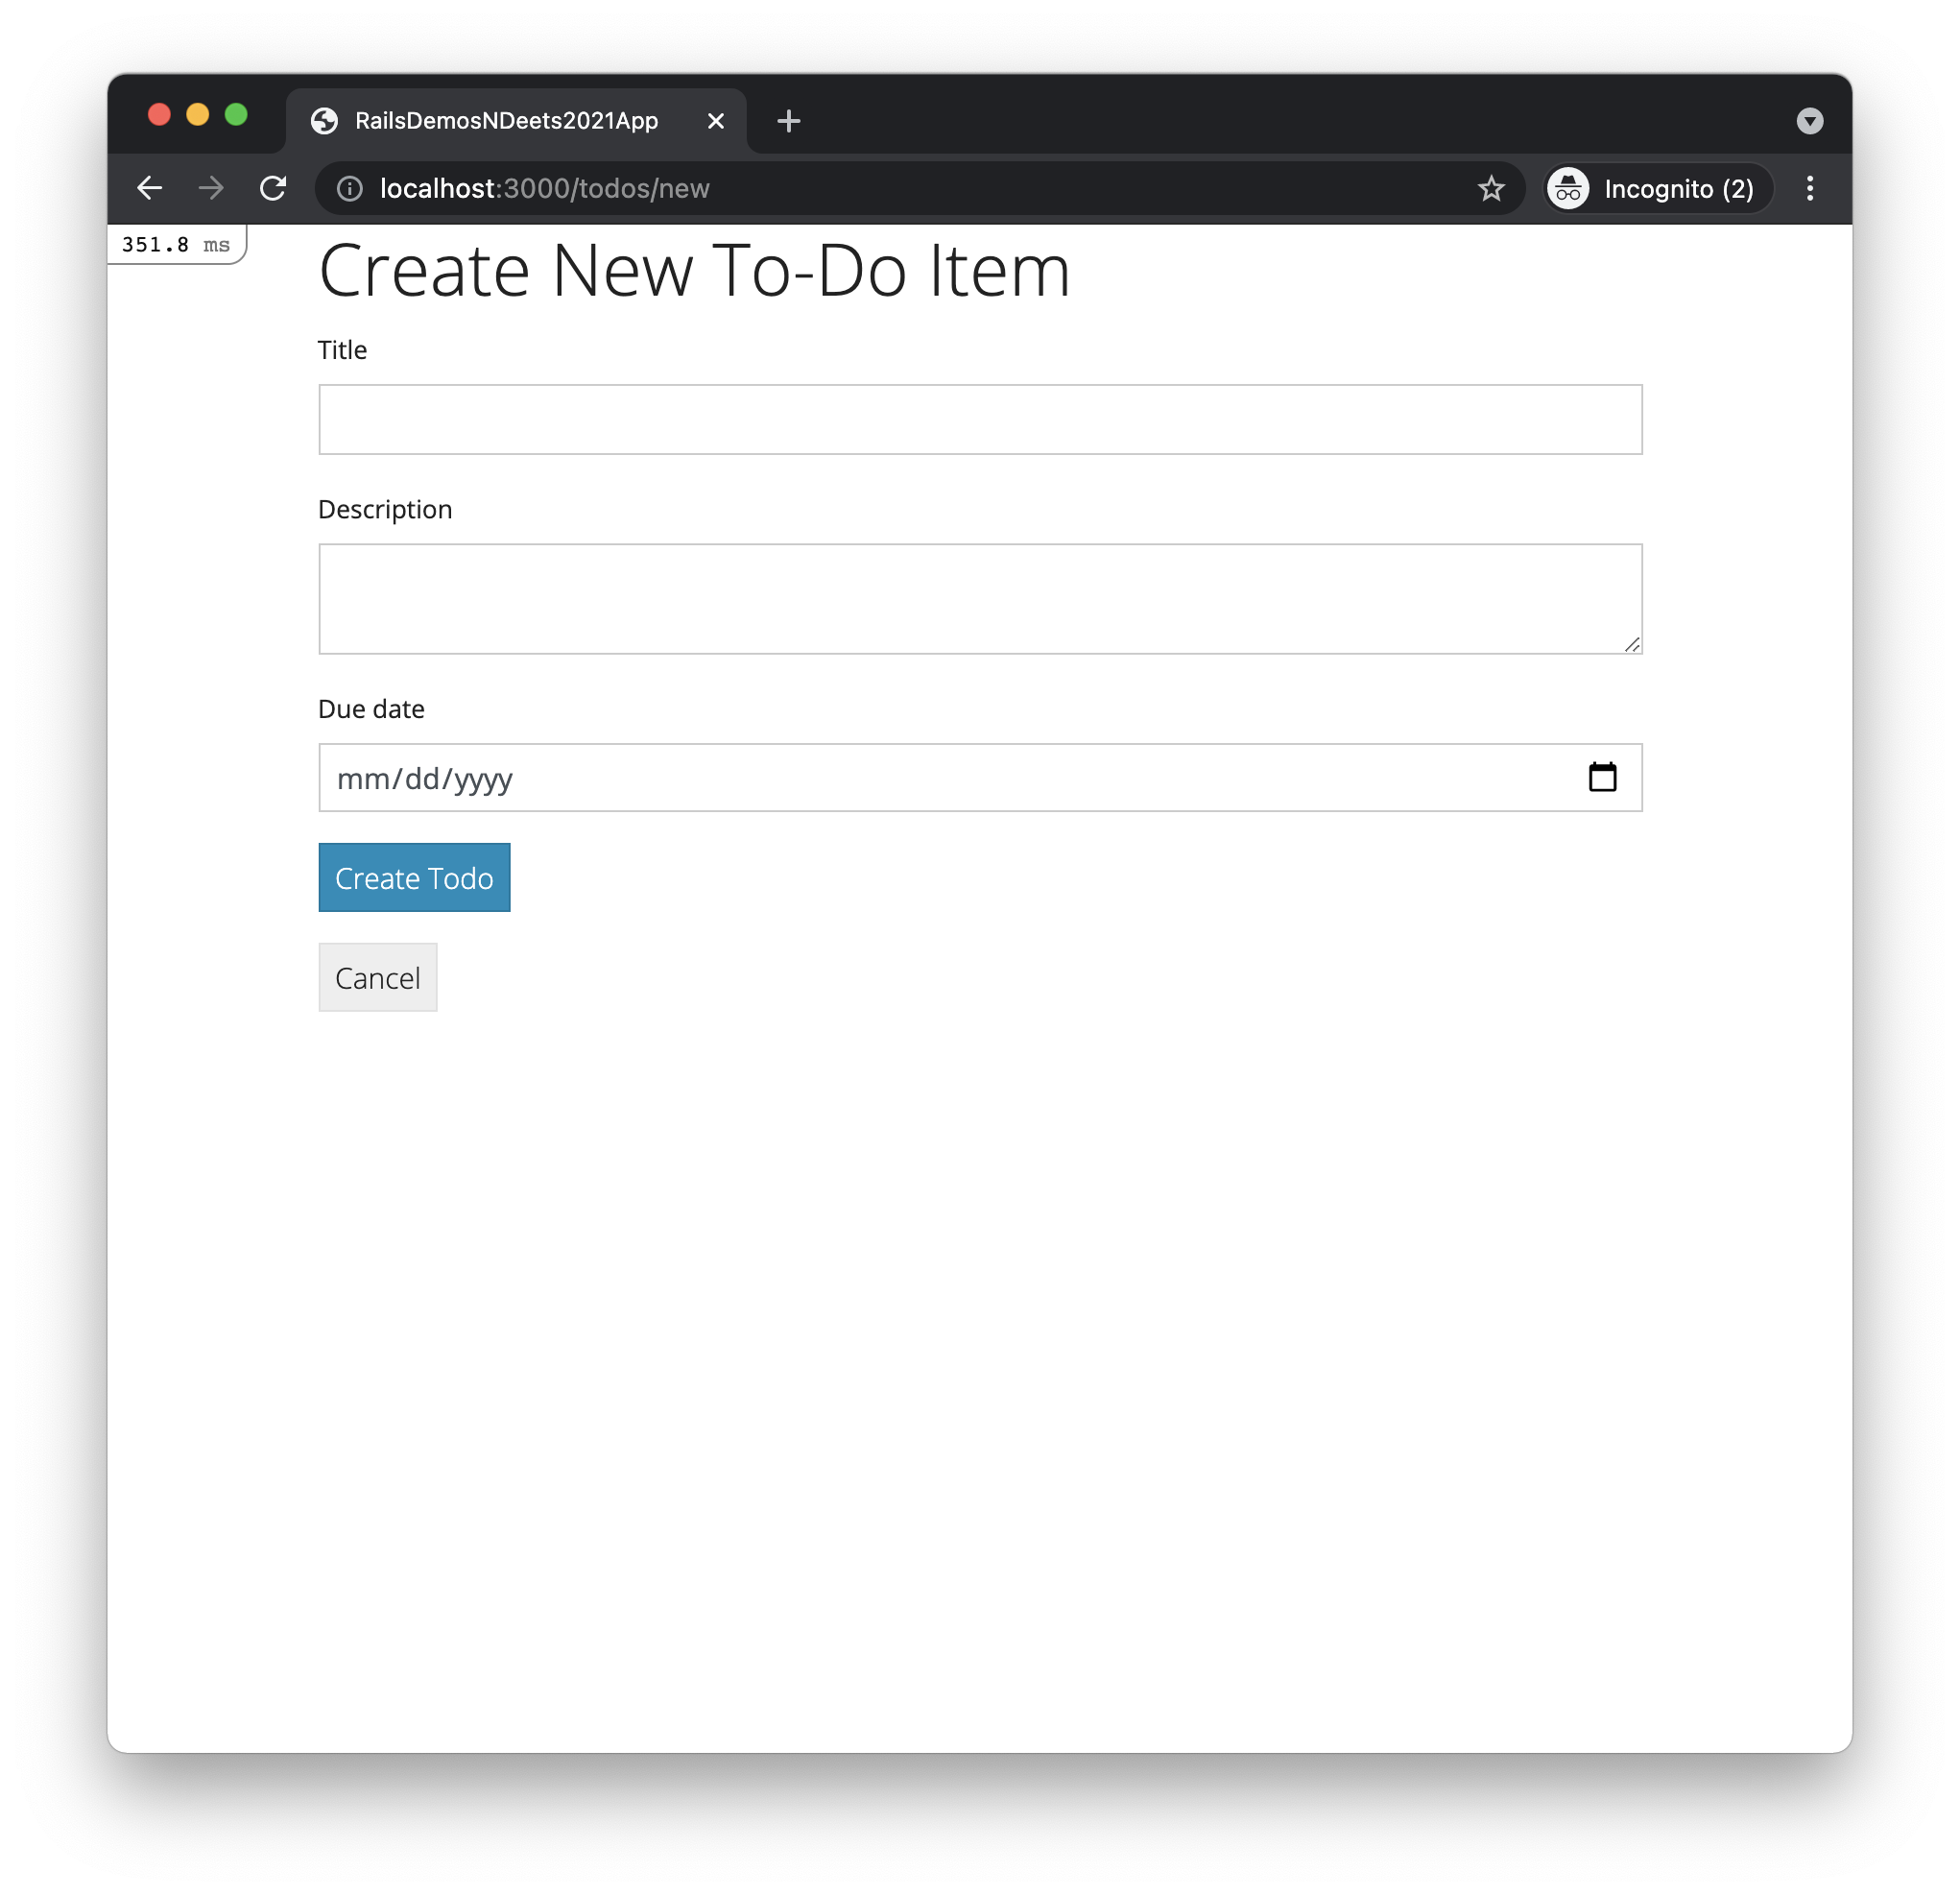 RailsDemosNDeets2021App
localhost:3000/todos/new
Incognito (2)
351.8 ms
Create New To-Do Item
Title
Description
Due date
mm/dd/yyyy
Create Todo
Cancel